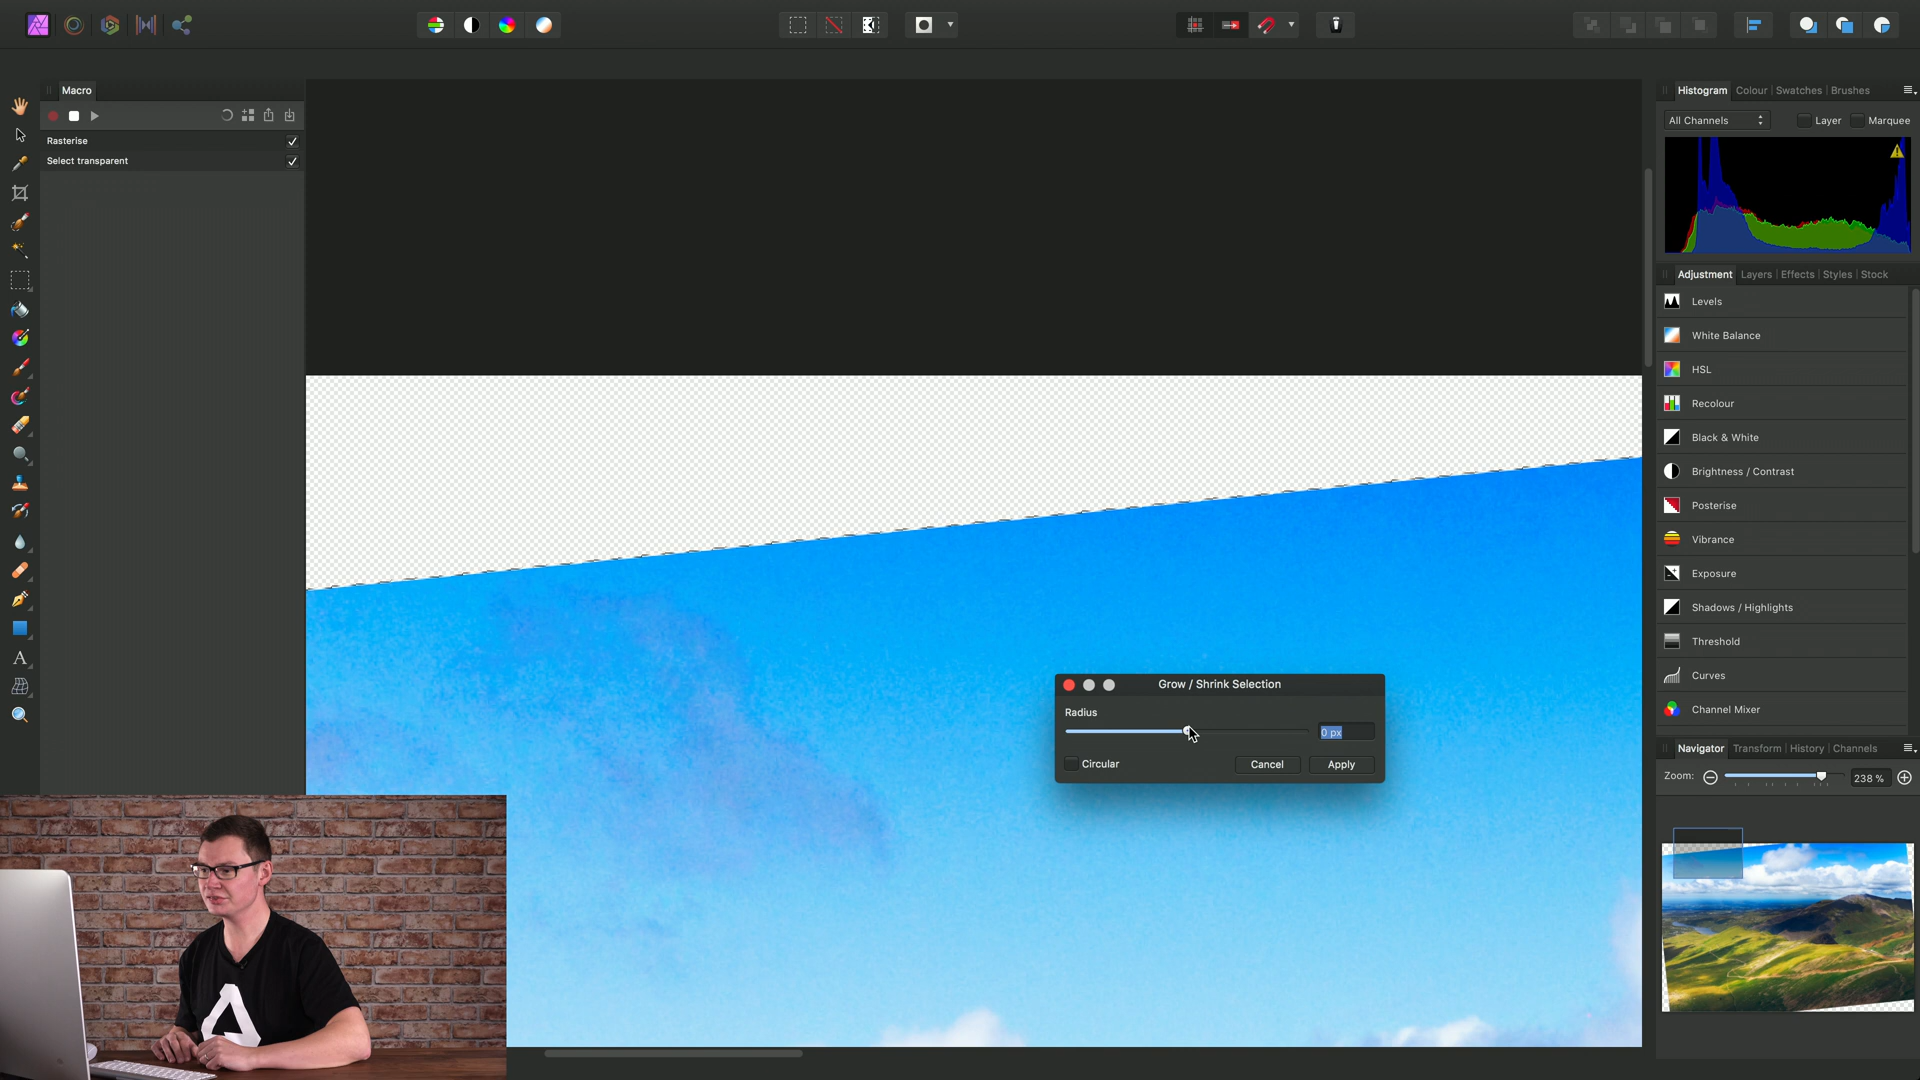 Macro
Rasterise
Select transparent
Histogram Colour Swatches Brushes
All Channels Layer Marquee
Adjustment Layers Effects Styles Stock
Levels
White Balance
HSL
Recolour
Black & White
Brightness / Contrast
Posterise
Vibrance
Exposure
Shadows / Highlights
Threshold
Curves
Channel Mixer
Grow / Shrink Selection
Radius
0 px
Circular Cancel Apply
Navigator Transform History Channels
Zoom: 238 %